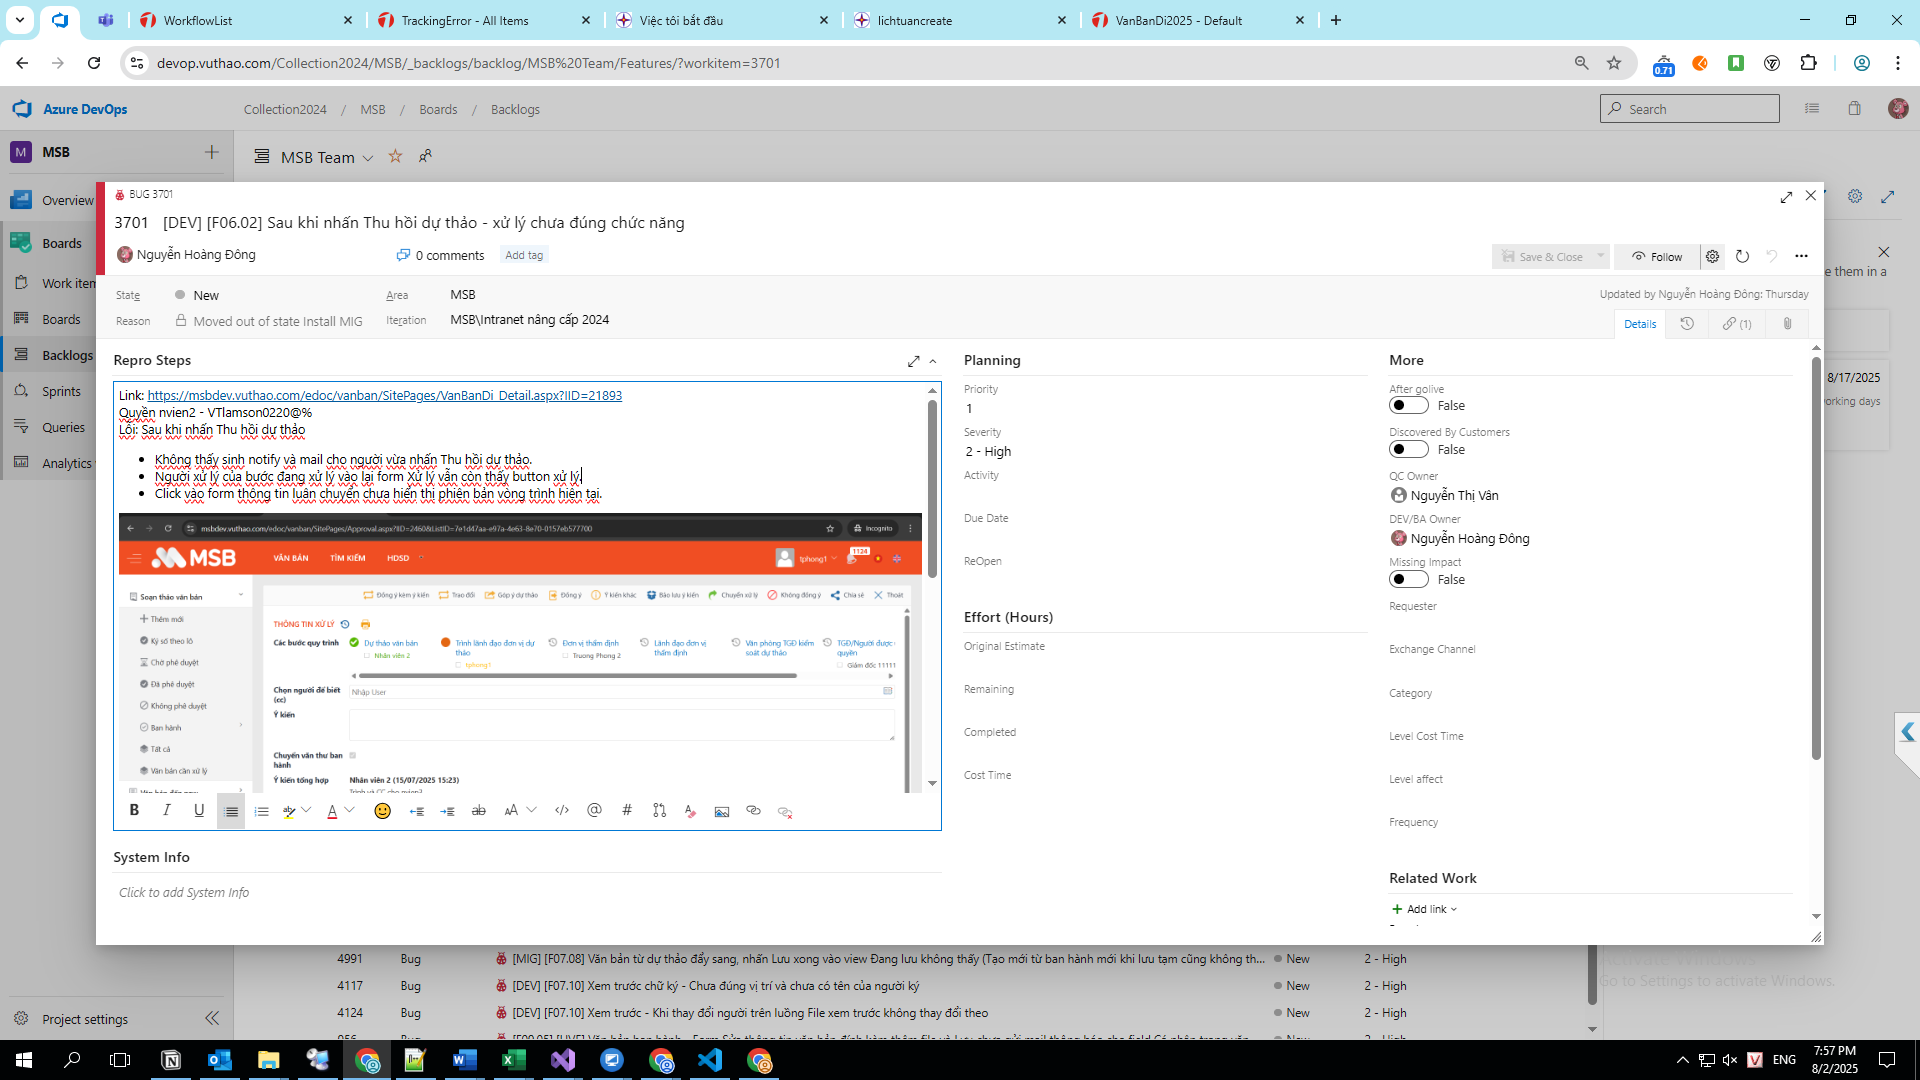 WorkflowList
TrackingError - All Items
Việc tôi bắt đầu
lichtuancreate
VanBanDi2025 - Default
devop.vuthao.com/Collection2024/MSB/_backlogs/backlog/MSB%20Team/Features/?workitem=3701
0.71
Azure DevOps
Collection2024 / MSB / Boards / Backlogs
Search
M MSB
MSB Team
Overview
Boards
Work item
Boards
Backlogs
Sprints
Queries
Analytics
Project settings
e them in a
8/17/2025
orking days
BUG 3701
3701 [DEV] [F06.02] Sau khi nhấn Thu hồi dự thảo - xử lý chưa đúng chức năng
Nguyễn Hoàng Đông
0 comments
Add tag
Save & Close
Follow
State
New
Area
MSB
Updated by Nguyễn Hoàng Đông: Thursday
Reason
Moved out of state Install MIG
Iteration
MSB\Intranet nâng cấp 2024
Details
(1)
Repro Steps
Link: https://msbdev.vuthao.com/edoc/vanban/SitePages/VanBanDi_Detail.aspx?IID=21893
Quyền nvien2 - VTlamson0220@%
Lỗi: Sau khi nhấn Thu hồi dự thảo
Không thấy sinh notify và mail cho người vừa nhấn Thu hồi dự thảo.
Người xử lý của bước đang xử lý vào lại form Xử lý vẫn còn thấy button xử lý.
Click vào form thông tin luân chuyển chưa hiển thị phiên bản vòng trình hiện tại.
msbdev.vuthao.com/edoc/vanban/SitePages/Approval.aspx?IID=2460&ListID=7e1d47aa-e97a-4e63-8e70-0157eb577700
Incognito
MSB
VĂN BẢN
TÌM KIẾM
HDSD
tphong1
1124
Soạn thảo văn bản
Thêm mới
Ký số theo lô
Chờ phê duyệt
Đã phê duyệt
Không phê duyệt
Ban hành
Tất cả
Văn bản cần xử lý
Đồng ý kèm ý kiến
Trao đổi
Góp ý dự thảo
Đồng ý
Ý kiến khác
Báo lưu ý kiến
Chuyển xử lý
Không đồng ý
Chia sẻ
Thoát
THÔNG TIN XỬ LÝ
Các bước quy trình
Dự thảo văn bản
Nhân viên 2
Trình lãnh đạo đơn vị dự thảo
tphong1
Đơn vị thẩm định
Truong Phong 2
Lãnh đạo đơn vị thẩm định
Văn phòng TGĐ kiểm soát dự thảo
TGĐ/Người được quyền
Giám đốc 11111
Chọn người để biết (cc)
Nhập User
Ý kiến
Chuyển văn thư ban hành
Ý kiến tổng hợp
Nhân viên 2 (15/07/2025 15:23)
Trình và CC cho nvien3
System Info
Click to add System Info
Planning
Priority
1
Severity
2 - High
Activity
Due Date
ReOpen
Effort (Hours)
Original Estimate
Remaining
Completed
Cost Time
More
After golive
False
Discovered By Customers
False
QC Owner
Nguyễn Thị Vân
DEV/BA Owner
Nguyễn Hoàng Đông
Missing Impact
False
Requester
Exchange Channel
Category
Level Cost Time
Level affect
Frequency
Related Work
Add link
4991 Bug [MIG] [F07.08] Văn bản từ dự thảo đẩy sang, nhấn Lưu xong vào view Đang lưu không thấy (Tạo mới từ ban hành mới khi lưu tạm cũng không th... New 2 - High
4117 Bug [DEV] [F07.10] Xem trước chữ ký - Chưa đúng vị trí và chưa có tên của người ký New 2 - High
4124 Bug [DEV] [F07.10] Xem trước - Khi thay đổi người trên luồng File xem trước không thay đổi theo New 2 - High
Activate Windows
Go to Settings to activate Windows.
ENG
7:57 PM
8/2/2025